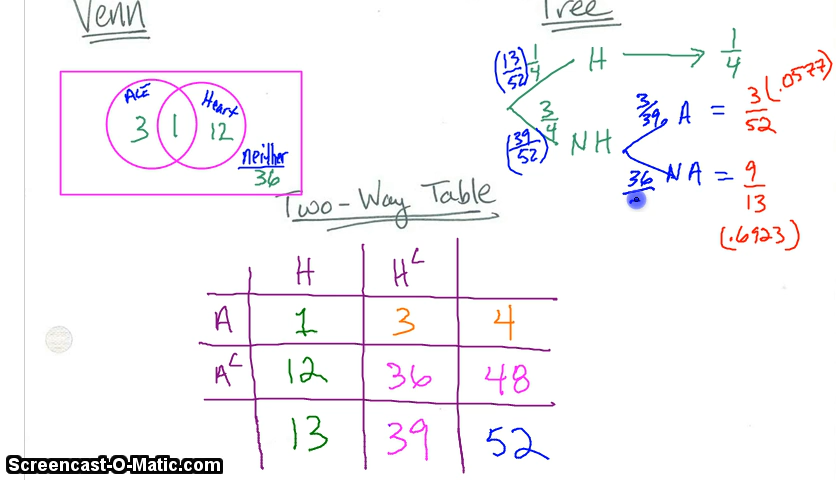 Venn
ACE
Heart
3
1
12
neither
36
Tree
(13/52) 1/4 H → 1/4
3/4 (39/52) NH
3/39 A = 3/52 (.0577)
36/ NA = 9/13
(.6923)
Two-Way Table
H Hᶜ
A 1 3 4
Aᶜ 12 36 48
13 39 52
Screencast-O-Matic.com